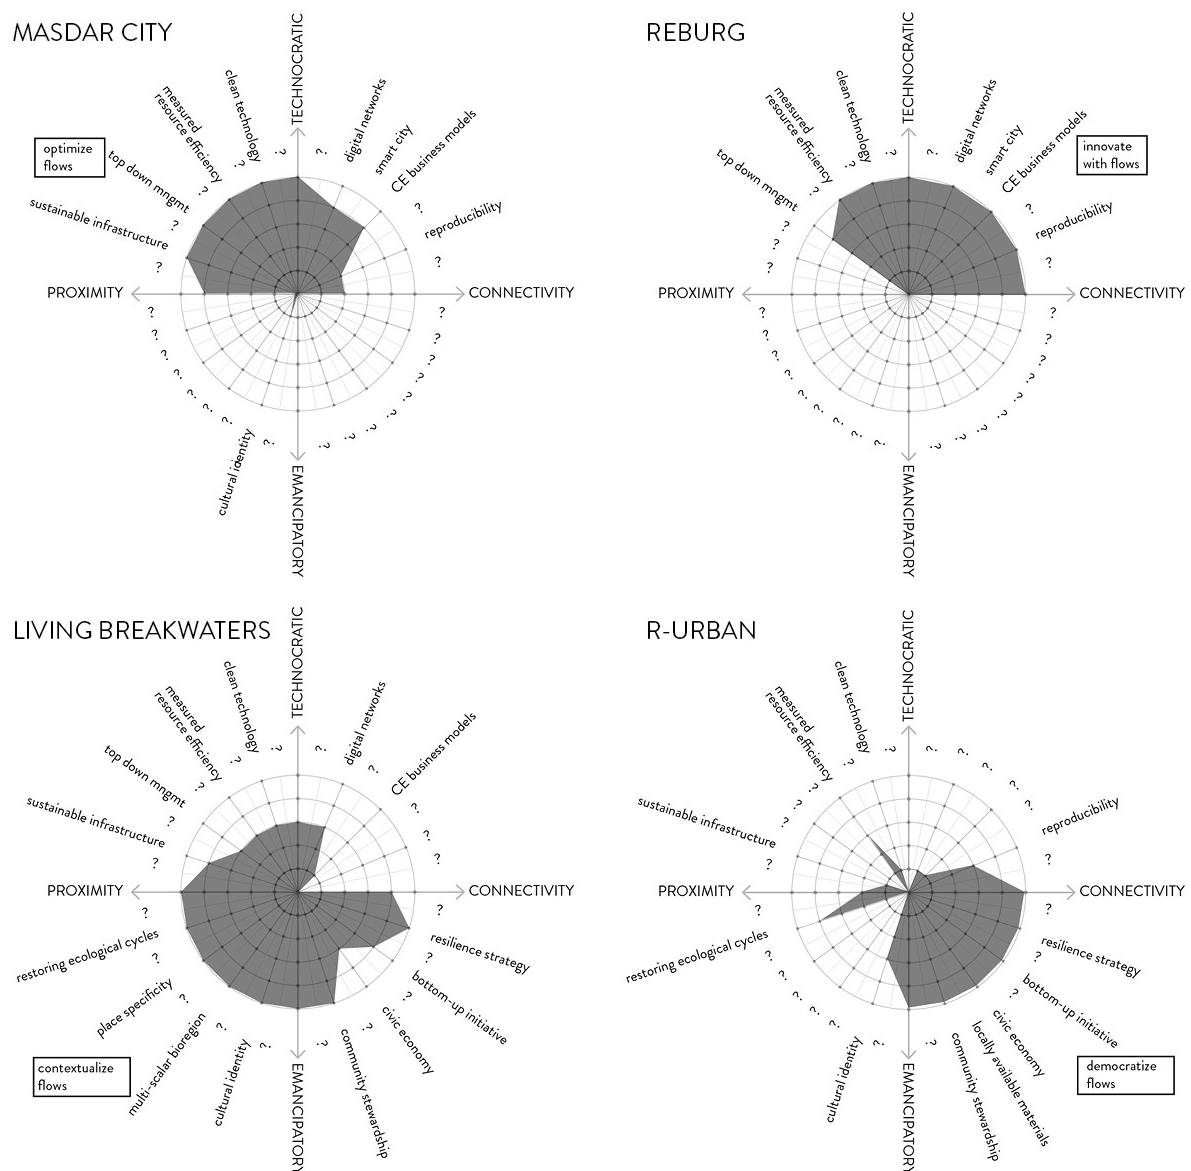 MASDAR CITY
TECHNOCRATIC
clean technology
measured
resource efficiency
top down mngmt
sustainable infrastructure
optimize
flows
digital networks
smart city
CE business models
reproducibility
PROXIMITY
CONNECTIVITY
cultural identity
EMANCIPATORY
? ? ? ? ? ? ? ? ? ? ? ? ? ? ? ? ? ? ? ? ? ? ?
REBURG
TECHNOCRATIC
clean technology
measured
resource efficiency
top down mngmt
digital networks
smart city
CE business models
innovate
with flows
reproducibility
PROXIMITY
CONNECTIVITY
EMANCIPATORY
LIVING BREAKWATERS
TECHNOCRATIC
clean technology
measured
resource efficiency
top down mngmt
sustainable infrastructure
digital networks
CE business models
PROXIMITY
CONNECTIVITY
restoring ecological cycles
place specificity
multi-scalar bioregion
cultural identity
contextualize
flows
resilience strategy
bottom-up initiative
civic economy
community stewardship
EMANCIPATORY
R-URBAN
TECHNOCRATIC
clean technology
measured
resource efficiency
sustainable infrastructure
reproducibility
PROXIMITY
CONNECTIVITY
restoring ecological cycles
cultural identity
resilience strategy
bottom-up initiative
civic economy
locally available materials
community stewardship
democratize
flows
EMANCIPATORY